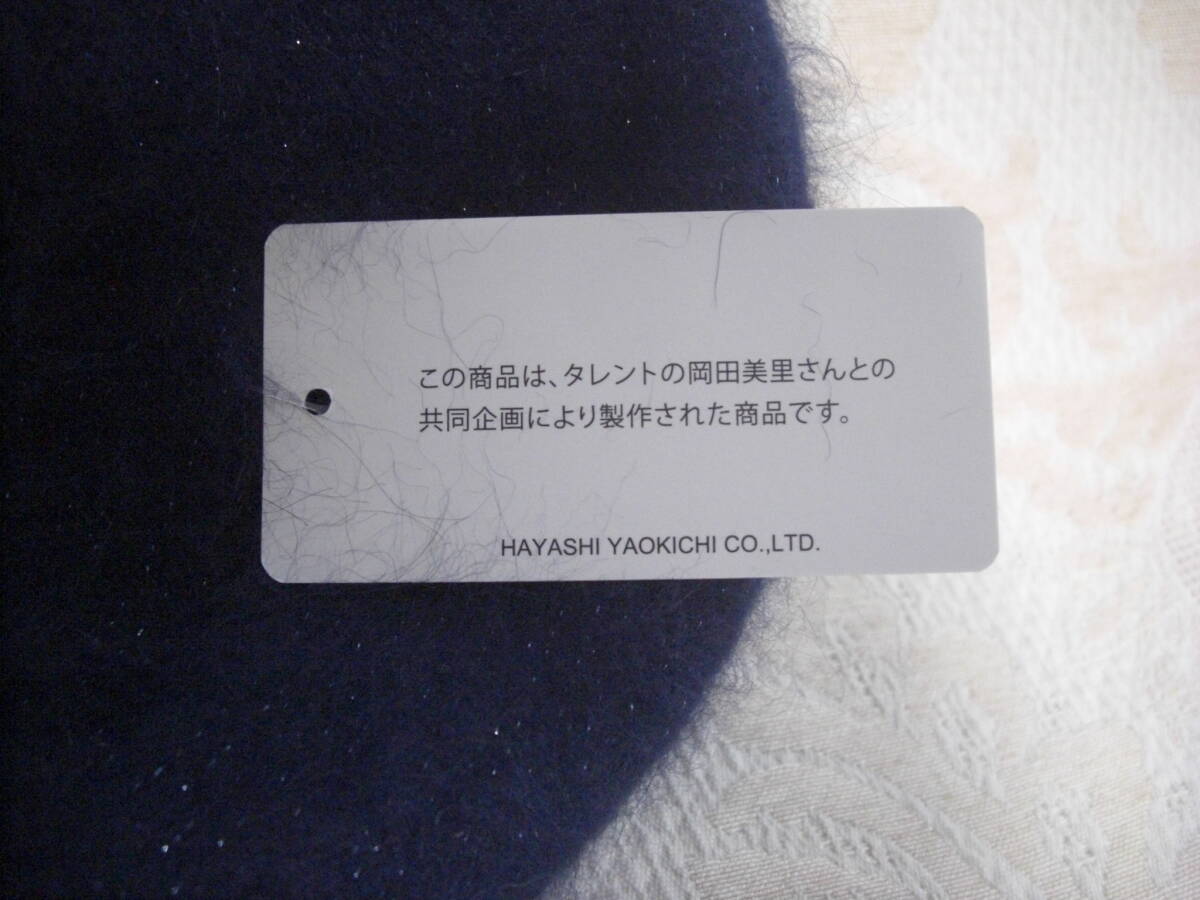 この商品は、タレントの岡田美里さんとの
共同企画により製作された商品です。
HAYASHI YAOKICHI CO.,LTD.